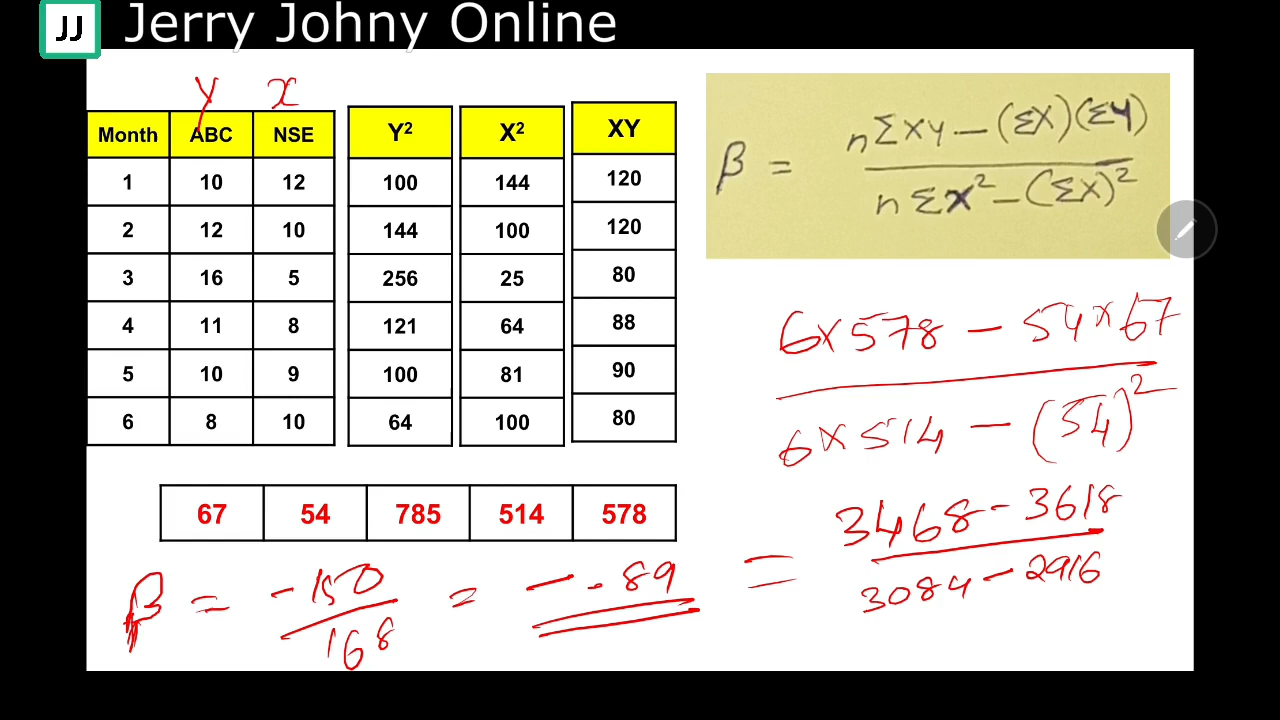 JJ Jerry Johny Online
Y x
Month ABC NSE Y² X² XY
1 10 12 100 144 120
2 12 10 144 100 120
3 16 5 256 25 80
4 11 8 121 64 88
5 10 9 100 81 90
6 8 10 64 100 80
67 54 785 514 578
β = nΣXY – (ΣX)(ΣY)
nΣX² – (ΣX)²
6×578 – 54×67
6×514 – (54)²
= 3468 - 3618
3084 - 2916
β = -150 = - .89
168